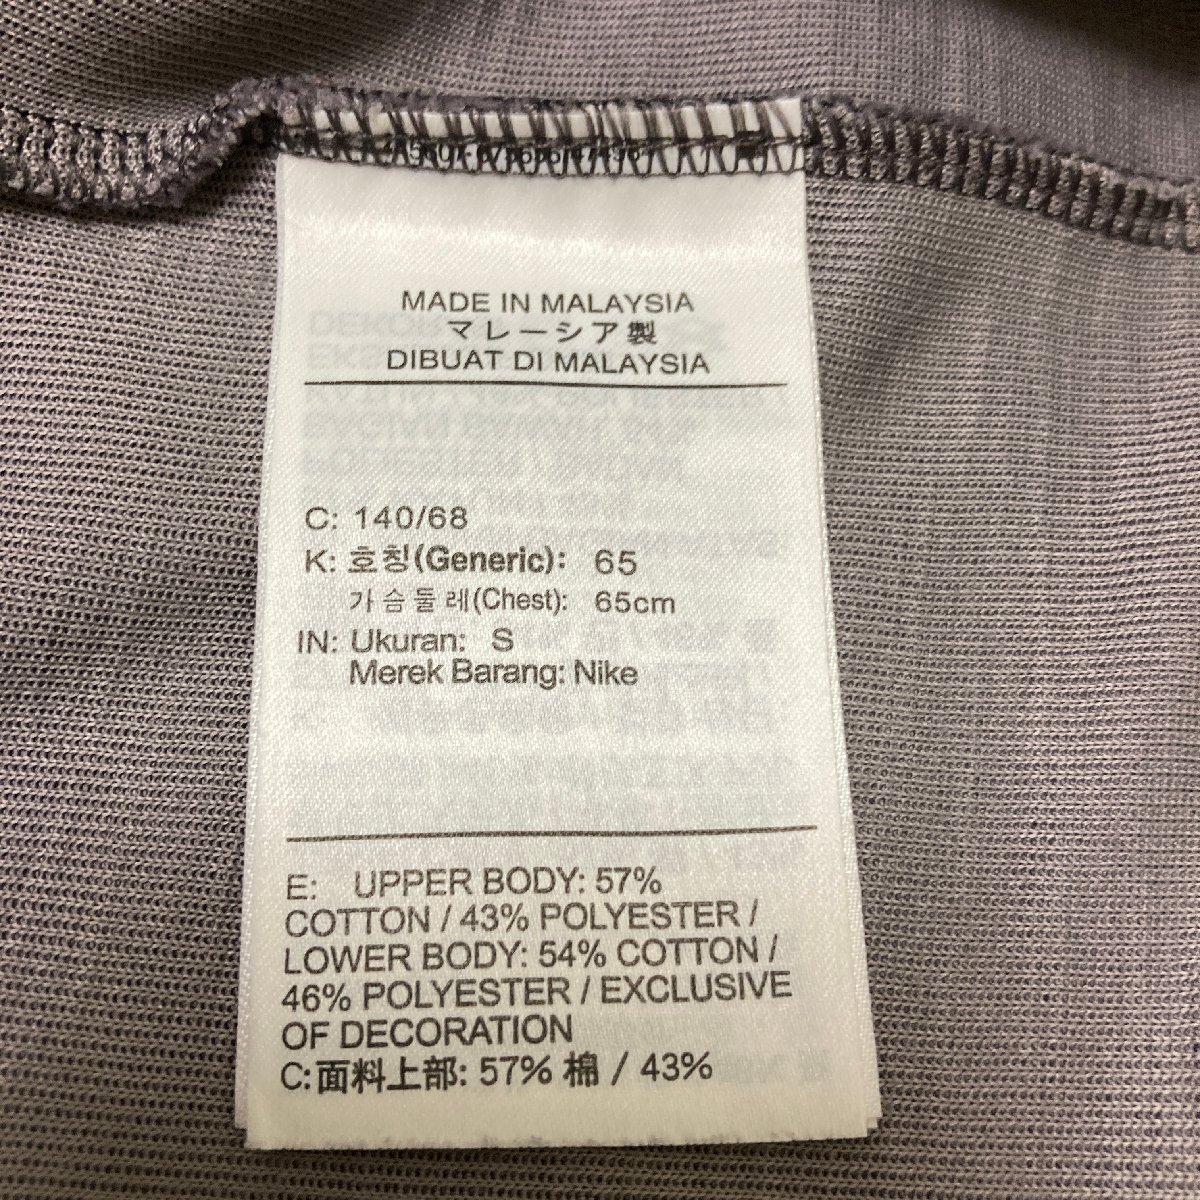 MADE IN MALAYSIA
マレーシア製
DIBUAT DI MALAYSIA
C: 140/68
K: 호칭(Generic): 65
가슴둘레(Chest): 65cm
IN: Ukuran: S
Merek Barang: Nike
E: UPPER BODY: 57%
COTTON / 43% POLYESTER /
LOWER BODY: 54% COTTON /
46% POLYESTER / EXCLUSIVE
OF DECORATION
C: 面料上部: 57% 棉 / 43%